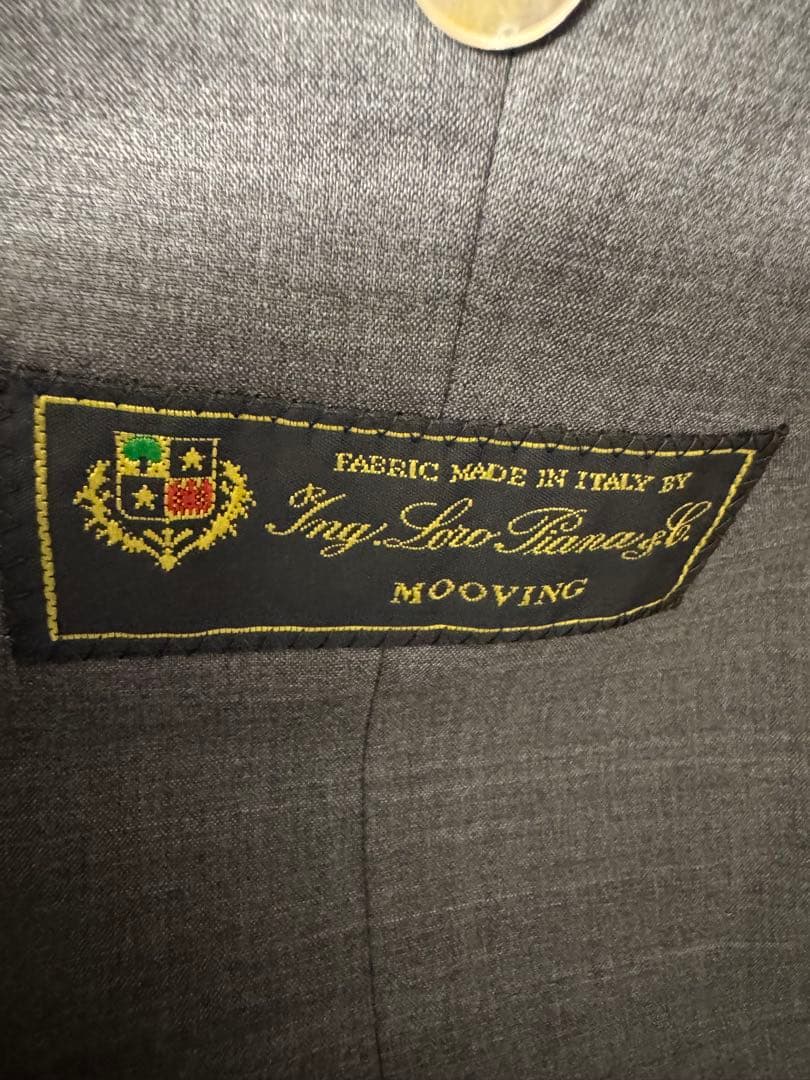 FABRIC MADE IN ITALY BY
Ing. Loro Piana & C.
MOOVING